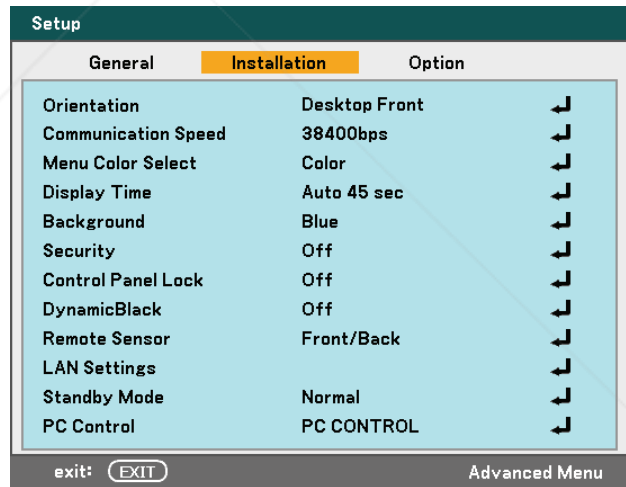 Setup
General Installation Option
Orientation Desktop Front
Communication Speed 38400bps
Menu Color Select Color
Display Time Auto 45 sec
Background Blue
Security Off
Control Panel Lock Off
DynamicBlack Off
Remote Sensor Front/Back
LAN Settings
Standby Mode Normal
PC Control PC CONTROL
exit: EXIT Advanced Menu